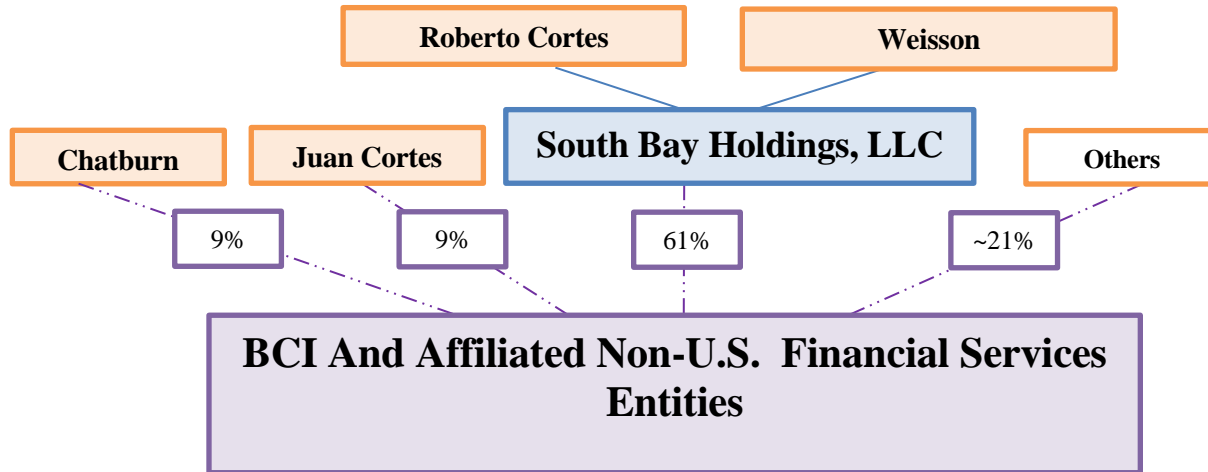 Roberto Cortes
Weisson
South Bay Holdings, LLC
Chatburn
Juan Cortes
Others
9%
9%
61%
~21%
BCI And Affiliated Non-U.S. Financial Services
Entities